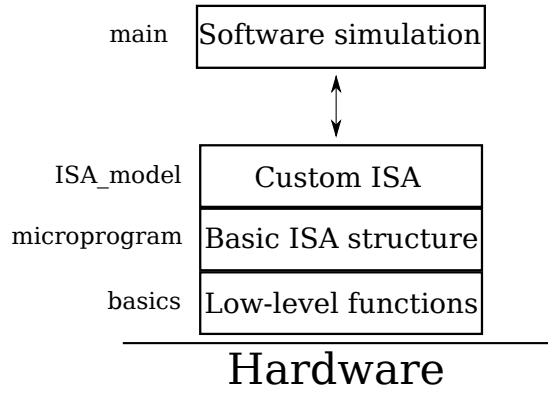 main Software simulation
ISA_model Custom ISA
microprogram Basic ISA structure
basics Low-level functions
Hardware